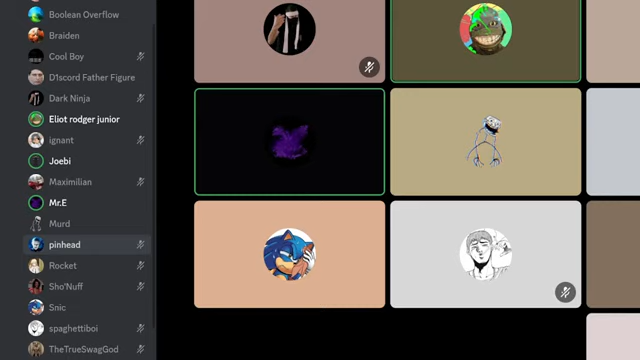 Boolean Overflow
Braiden
Cool Boy
D1scord Father Figure
Dark Ninja
Eliot rodger junior
ignant
Joebi
Maximilian
Mr.E
Murd
pinhead
Rocket
Sho'Nuff
Snic
spaghettiboi
TheTrueSwagGod